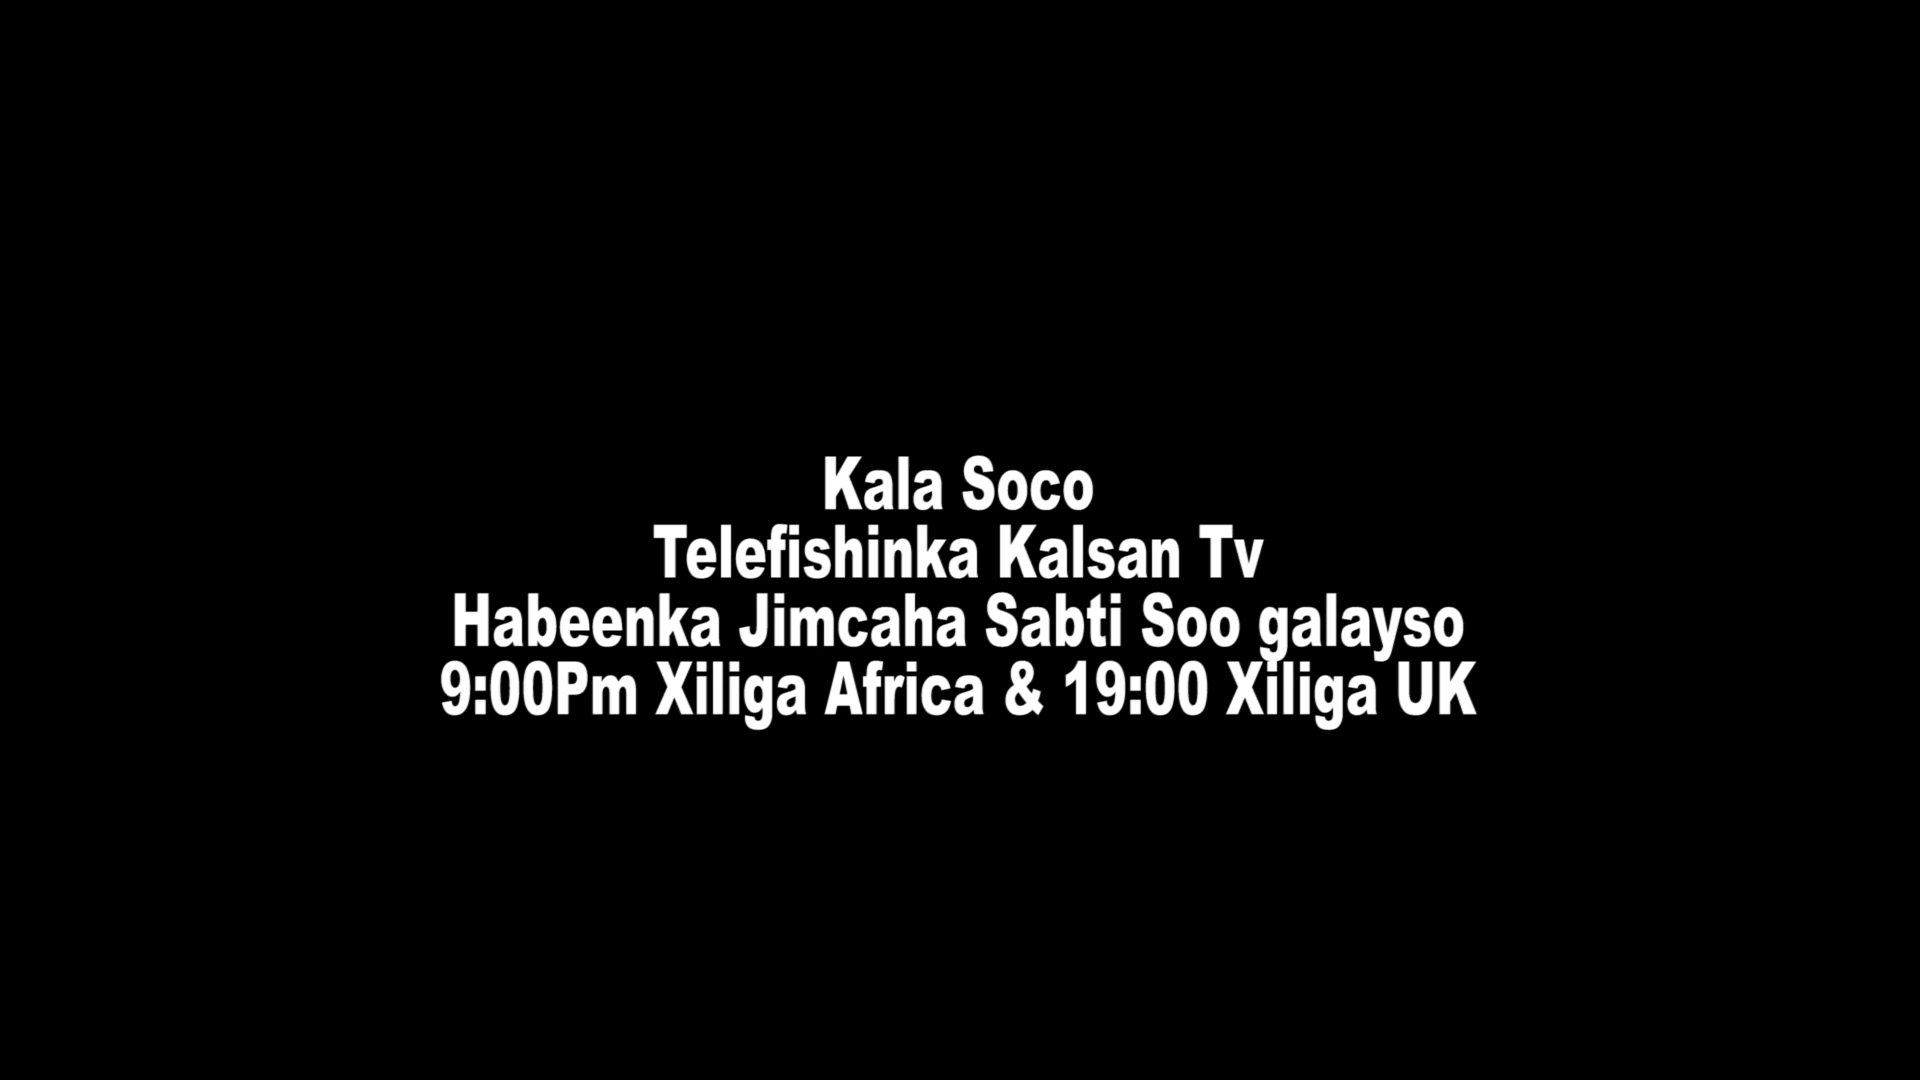 Kala Soco
Telefishinka Kalsan Tv
Habeenka Jimcaha Sabti Soo galayso
9:00Pm Xiliga Africa & 19:00 Xiliga UK